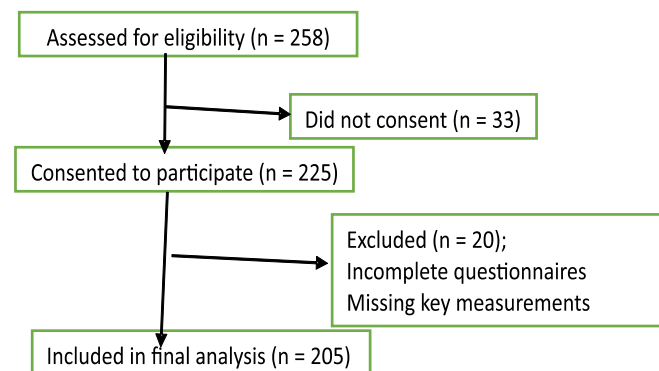 Assessed for eligibility (n = 258)
Did not consent (n = 33)
Consented to participate (n = 225)
Excluded (n = 20);
Incomplete questionnaires
Missing key measurements
Included in final analysis (n = 205)